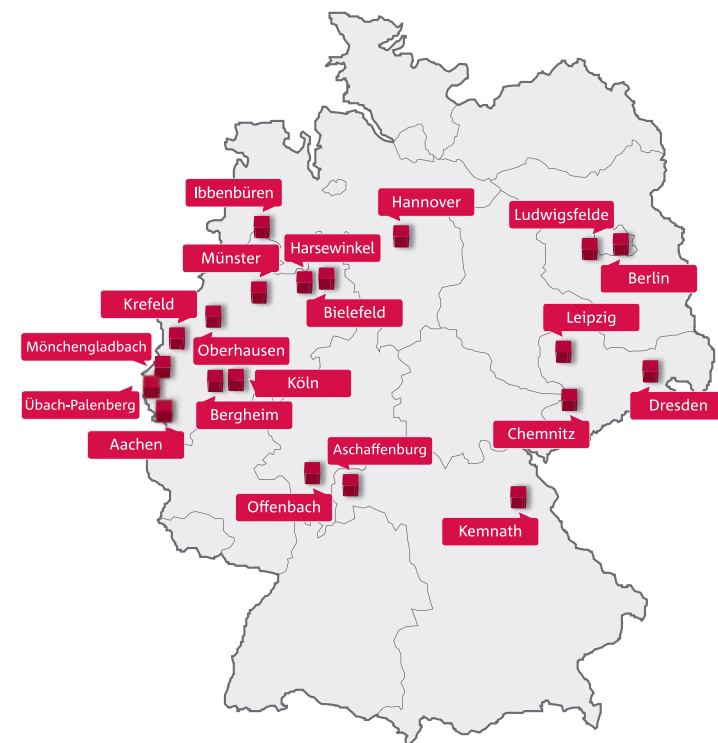 Ibbenbüren
Hannover
Ludwigsfelde
Harsewinkel
Münster
Berlin
Krefeld
Bielefeld
Leipzig
Mönchengladbach
Oberhausen
Köln
Übach-Palenberg
Dresden
Bergheim
Chemnitz
Aachen
Aschaffenburg
Offenbach
Kemnath